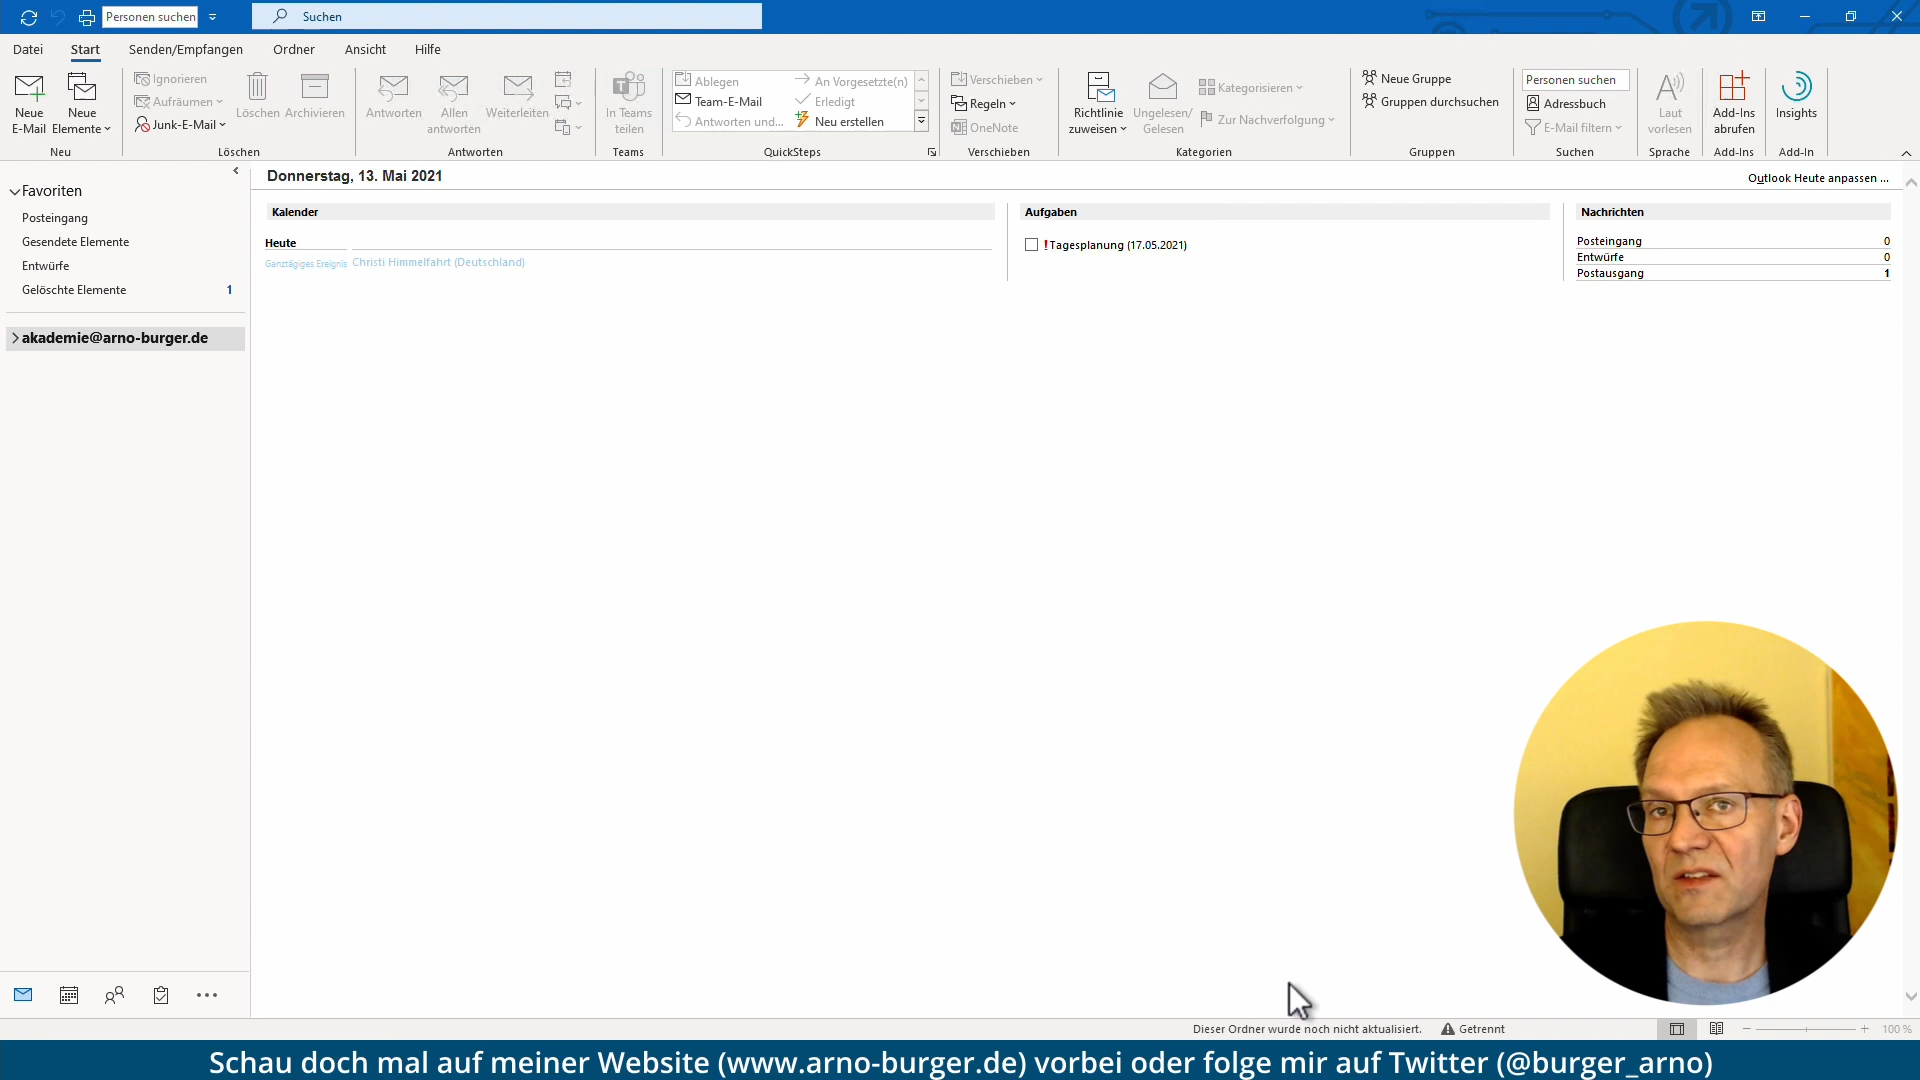 Personen suchen
Suchen
Datei Start Senden/Empfangen Ordner Ansicht Hilfe
Neue E-Mail
Neue Elemente
Neu
Ignorieren
Aufräumen
Junk-E-Mail
Löschen
Archivieren
Löschen
Antworten
Allen antworten
Weiterleiten
Antworten
In Teams teilen
Teams
Ablegen
Team-E-Mail
Antworten und...
An Vorgesetzte(n)
Erledigt
Neu erstellen
QuickSteps
Verschieben
Regeln
OneNote
Verschieben
Richtlinie zuweisen
Ungelesen/ Gelesen
Kategorisieren
Zur Nachverfolgung
Kategorien
Neue Gruppe
Gruppen durchsuchen
Gruppen
Personen suchen
Adressbuch
E-Mail filtern
Suchen
Laut vorlesen
Sprache
Add-Ins abrufen
Add-Ins
Insights
Add-In
Favoriten
Posteingang
Gesendete Elemente
Entwürfe
Gelöschte Elemente 1
akademie@arno-burger.de
Donnerstag, 13. Mai 2021
Outlook Heute anpassen ...
Kalender
Heute
Ganztägiges Ereignis Christi Himmelfahrt (Deutschland)
Aufgaben
!Tagesplanung (17.05.2021)
Nachrichten
Posteingang 0
Entwürfe 0
Postausgang 1
Dieser Ordner wurde noch nicht aktualisiert. Getrennt
100 %
Schau doch mal auf meiner Website (www.arno-burger.de) vorbei oder folge mir auf Twitter (@burger_arno)